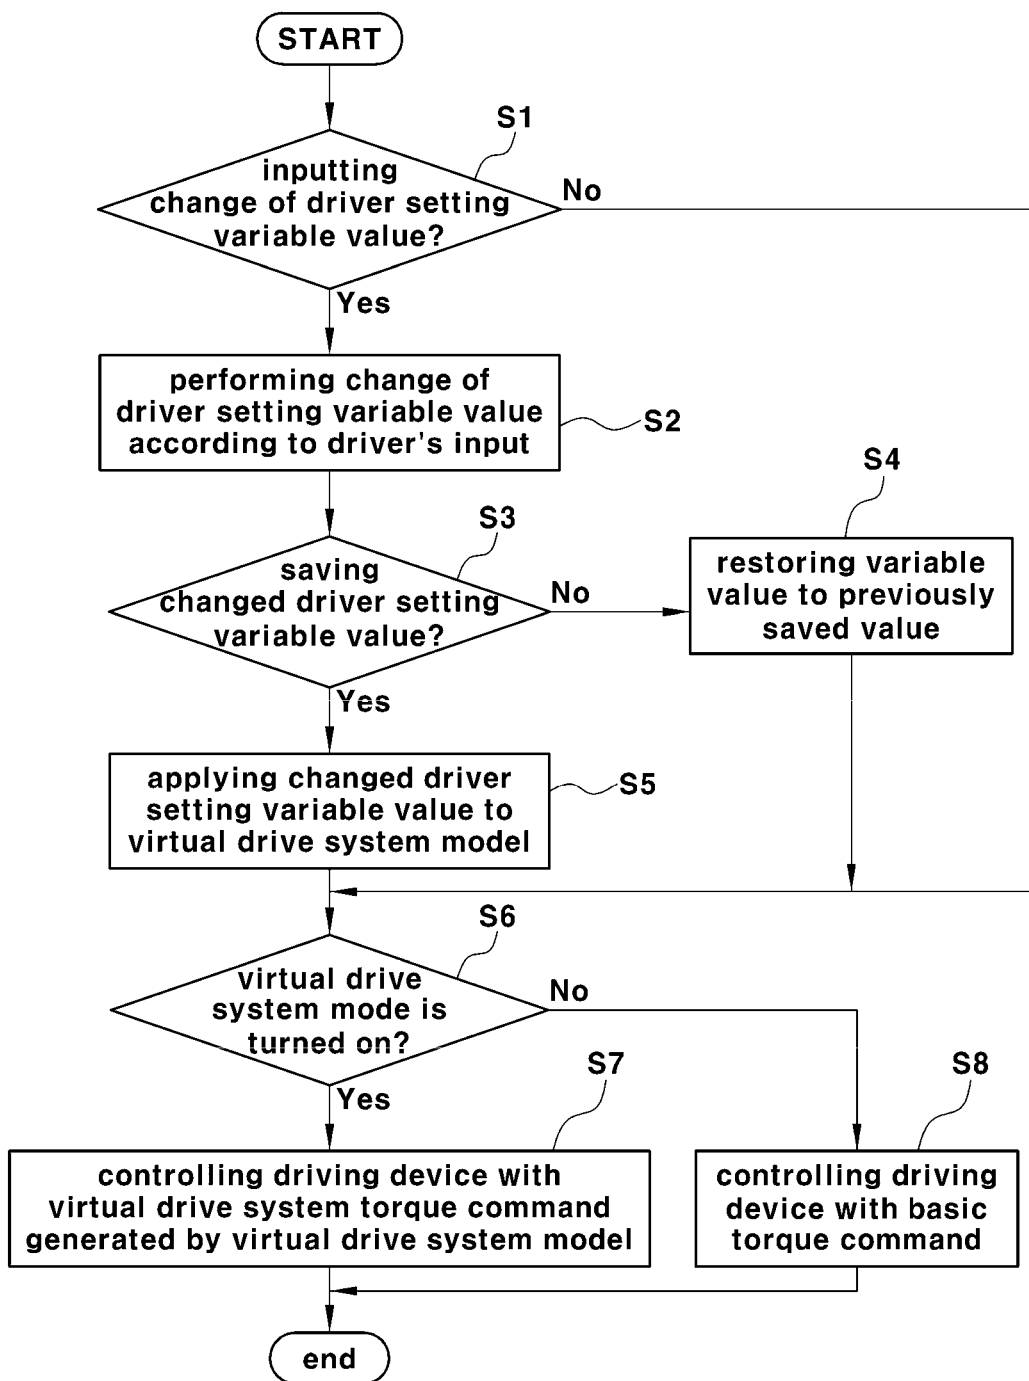 START
S1
inputting
change of driver setting
variable value?
No
Yes
performing change of
driver setting variable value
according to driver's input
S2
S3
saving
changed driver setting
variable value?
No
S4
restoring variable
value to previously
saved value
Yes
applying changed driver
setting variable value to
virtual drive system model
S5
S6
virtual drive
system mode is
turned on?
No
Yes
S7
controlling driving device with
virtual drive system torque command
generated by virtual drive system model
S8
controlling driving
device with basic
torque command
end